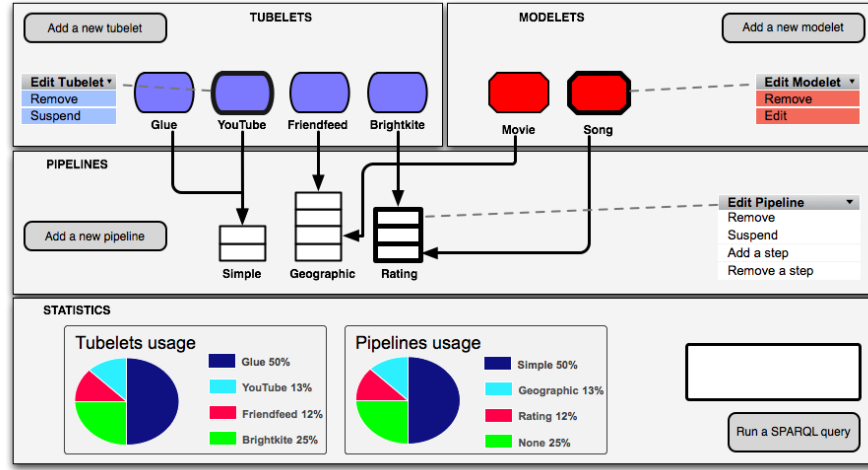 TUBELETS
Add a new tubelet
Edit Tubelet
Remove
Suspend
Glue
YouTube
Friendfeed
Brightkite
MODELETS
Add a new modelet
Movie
Song
Edit Modelet
Remove
Edit
PIPELINES
Add a new pipeline
Simple
Geographic
Rating
Edit Pipeline
Remove
Suspend
Add a step
Remove a step
STATISTICS
Tubelets usage
Glue 50%
YouTube 13%
Friendfeed 12%
Brightkite 25%
Pipelines usage
Simple 50%
Geographic 13%
Rating 12%
None 25%
Run a SPARQL query